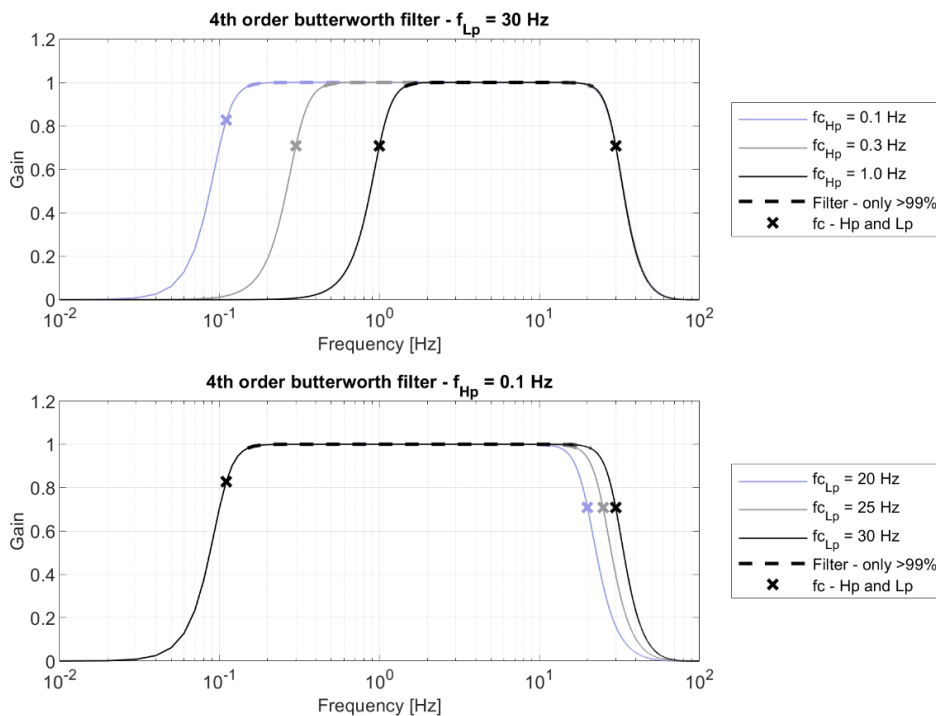 4th order butterworth filter - f_Lp = 30 Hz
1.2
1
0.8
0.6
0.4
0.2
0
Gain
10^-2
10^-1
10^0
10^1
10^2
Frequency [Hz]
fc_Hp = 0.1 Hz
fc_Hp = 0.3 Hz
fc_Hp = 1.0 Hz
Filter - only >99%
fc - Hp and Lp
4th order butterworth filter - f_Hp = 0.1 Hz
1.2
1
0.8
0.6
0.4
0.2
0
Gain
10^-2
10^-1
10^0
10^1
10^2
Frequency [Hz]
fc_Lp = 20 Hz
fc_Lp = 25 Hz
fc_Lp = 30 Hz
Filter - only >99%
fc - Hp and Lp